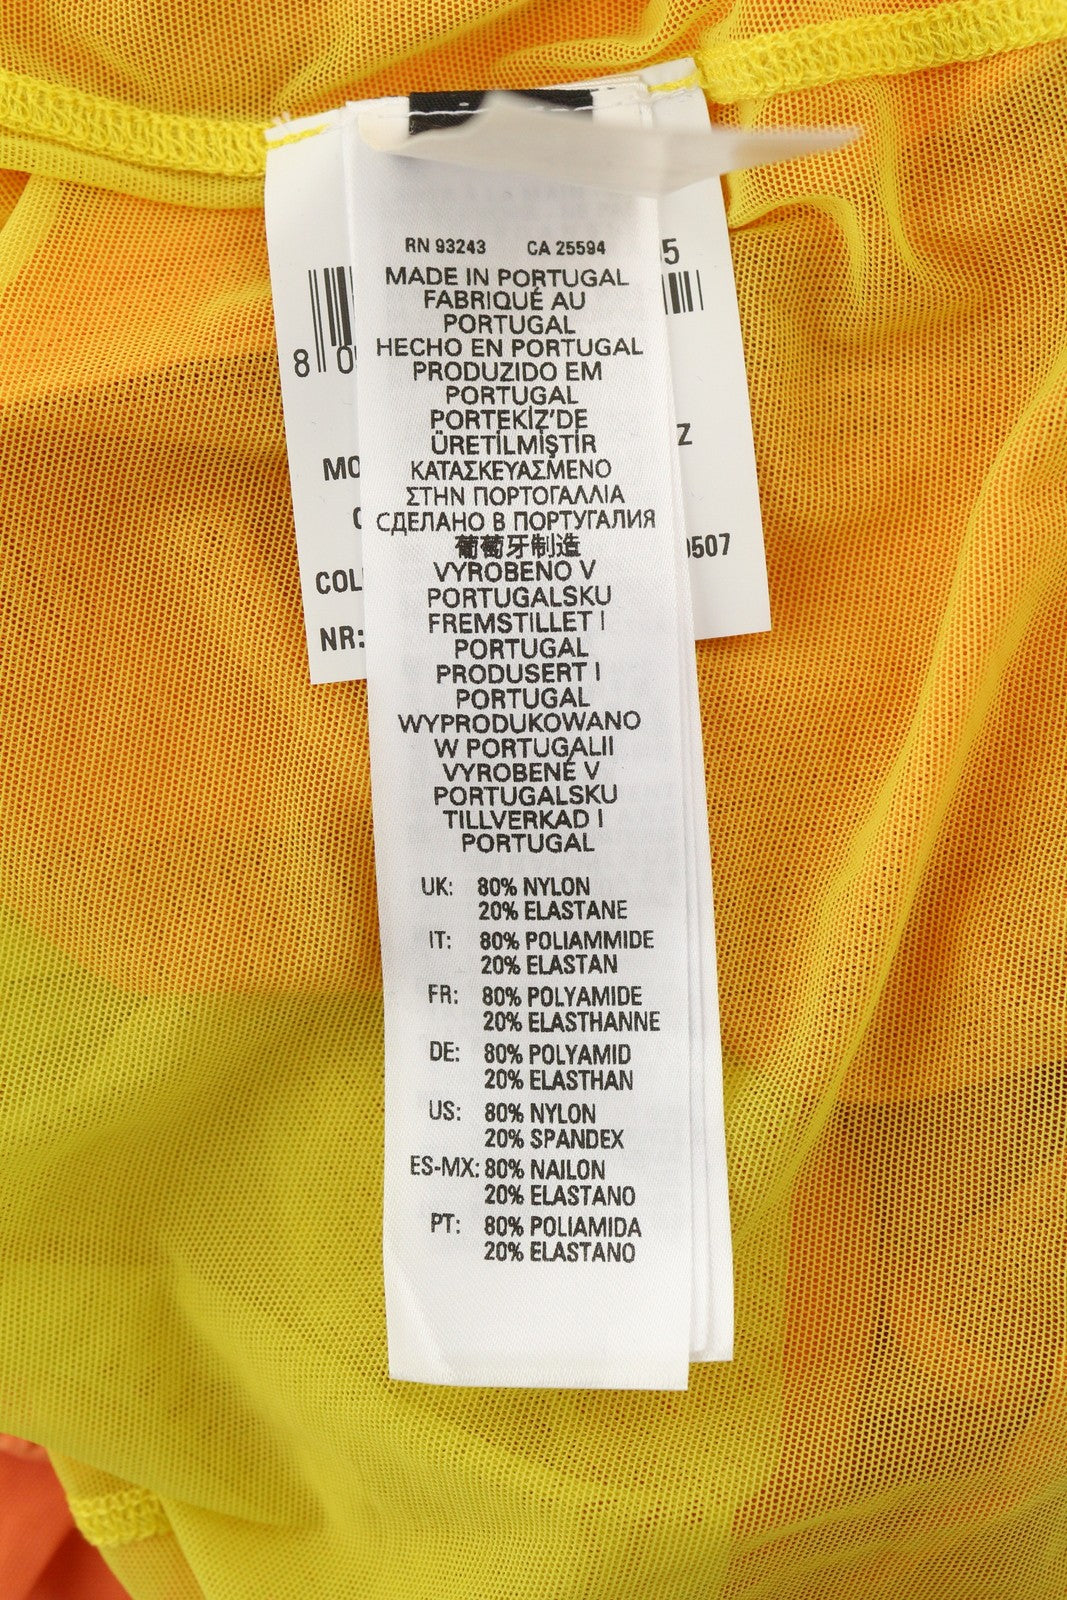 RN 93243 CA 25594
MADE IN PORTUGAL
FABRIQUÉ AU
PORTUGAL
HECHO EN PORTUGAL
PRODUZIDO EM
PORTUGAL
PORTEKİZ'DE
ÜRETİLMİŞTİR
ΚΑΤΑΣΚΕΥΑΣΜΕΝΟ
ΣΤΗΝ ΠΟΡΤΟΓΑΛΛΙΑ
СДЕЛАНО В ПОРТУГАЛИЯ
葡萄牙制造
VYROBENO V
PORTUGALSKU
FREMSTILLET I
PORTUGAL
PRODUSERT I
PORTUGAL
WYPRODUKOWANO
W PORTUGALII
VYROBENÉ V
PORTUGALSKU
TILLVERKAD I
PORTUGAL
UK: 80% NYLON
20% ELASTANE
IT: 80% POLIAMMIDE
20% ELASTAN
FR: 80% POLYAMIDE
20% ELASTHANNE
DE: 80% POLYAMID
20% ELASTHAN
US: 80% NYLON
20% SPANDEX
ES-MX: 80% NAILON
20% ELASTANO
PT: 80% POLIAMIDA
20% ELASTANO
NR: